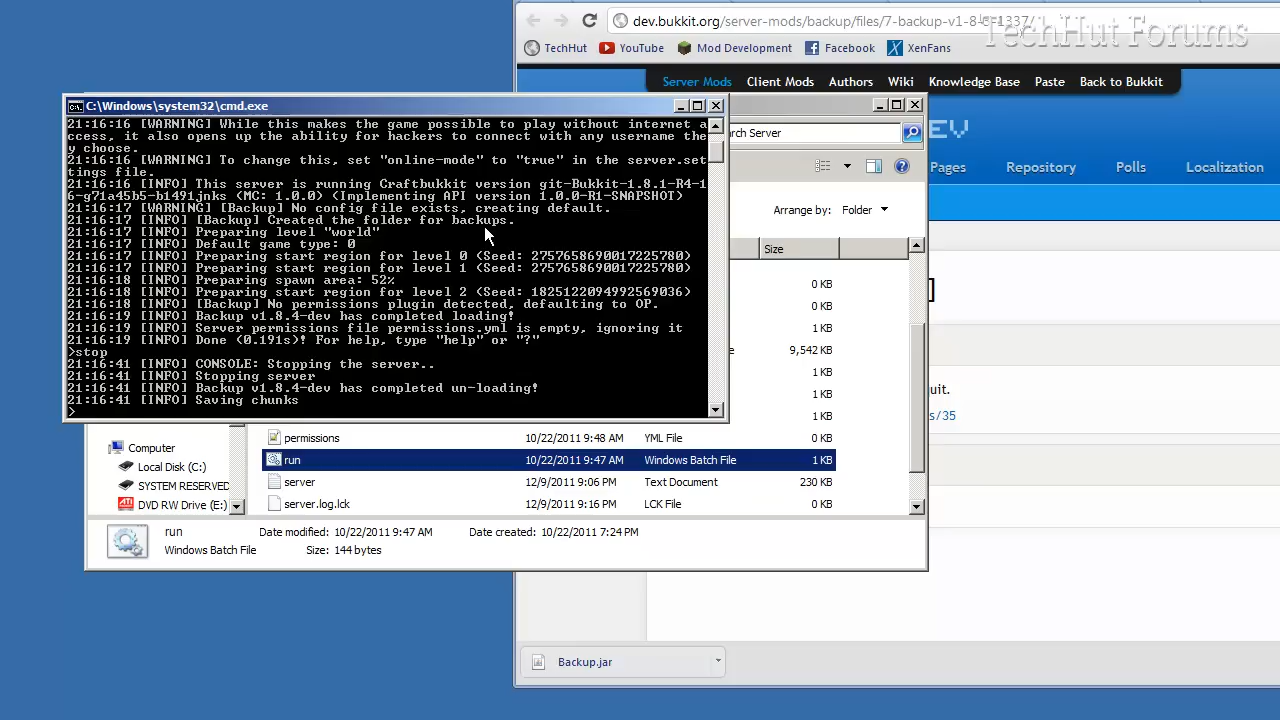 dev.bukkit.org/server-mods/backup/files/7-backup-v1-8-
TechHut Forums
TechHut YouTube Mod Development Facebook XenFans
Server Mods Client Mods Authors Wiki Knowledge Base Paste Back to Bukkit
EV
Pages Repository Polls Localization
C:\Windows\system32\cmd.exe
21:16:16 [WARNING] While this makes the game possible to play without internet a
ccess, it also opens up the ability for hackers to connect with any username the
y choose.
21:16:16 [WARNING] To change this, set "online-mode" to "true" in the server.set
tings file.
21:16:16 [INFO] This server is running Craftbukkit version git-Bukkit-1.8.1-R4-1
6-g71a45b5-b1491jnks (MC: 1.0.0) (Implementing API version 1.0.0-R1-SNAPSHOT)
21:16:17 [WARNING] [Backup] No config file exists, creating default.
21:16:17 [INFO] [Backup] Created the folder for backups.
21:16:17 [INFO] Preparing level "world"
21:16:17 [INFO] Default game type: 0
21:16:17 [INFO] Preparing start region for level 0 (Seed: 27576586900017225780)
21:16:17 [INFO] Preparing start region for level 1 (Seed: 27576586900017225780)
21:16:18 [INFO] Preparing spawn area: 52%
21:16:18 [INFO] Preparing start region for level 2 (Seed: 1825122094992569036)
21:16:18 [INFO] [Backup] No permissions plugin detected, defaulting to OP.
21:16:19 [INFO] Backup v1.8.4-dev has completed loading!
21:16:19 [INFO] Server permissions file permissions.yml is empty, ignoring it
21:16:19 [INFO] Done (0.191s)! For help, type "help" or "?"
>stop
21:16:41 [INFO] CONSOLE: Stopping the server..
21:16:41 [INFO] Stopping server
21:16:41 [INFO] Backup v1.8.4-dev has completed un-loading!
21:16:41 [INFO] Saving chunks
>
rch Server
Arrange by: Folder
Size
0 KB
0 KB
1 KB
e 9,542 KB
1 KB
1 KB
1 KB
permissions 10/22/2011 9:48 AM YML File 0 KB
run 10/22/2011 9:47 AM Windows Batch File 1 KB
server 12/9/2011 9:06 PM Text Document 230 KB
server.log.lck 12/9/2011 9:16 PM LCK File 0 KB
Computer
Local Disk (C:)
SYSTEM RESERVED
DVD RW Drive (E:)
run Date modified: 10/22/2011 9:47 AM Date created: 10/22/2011 7:24 PM
Windows Batch File Size: 144 bytes
]
uit.
s/35
Backup.jar